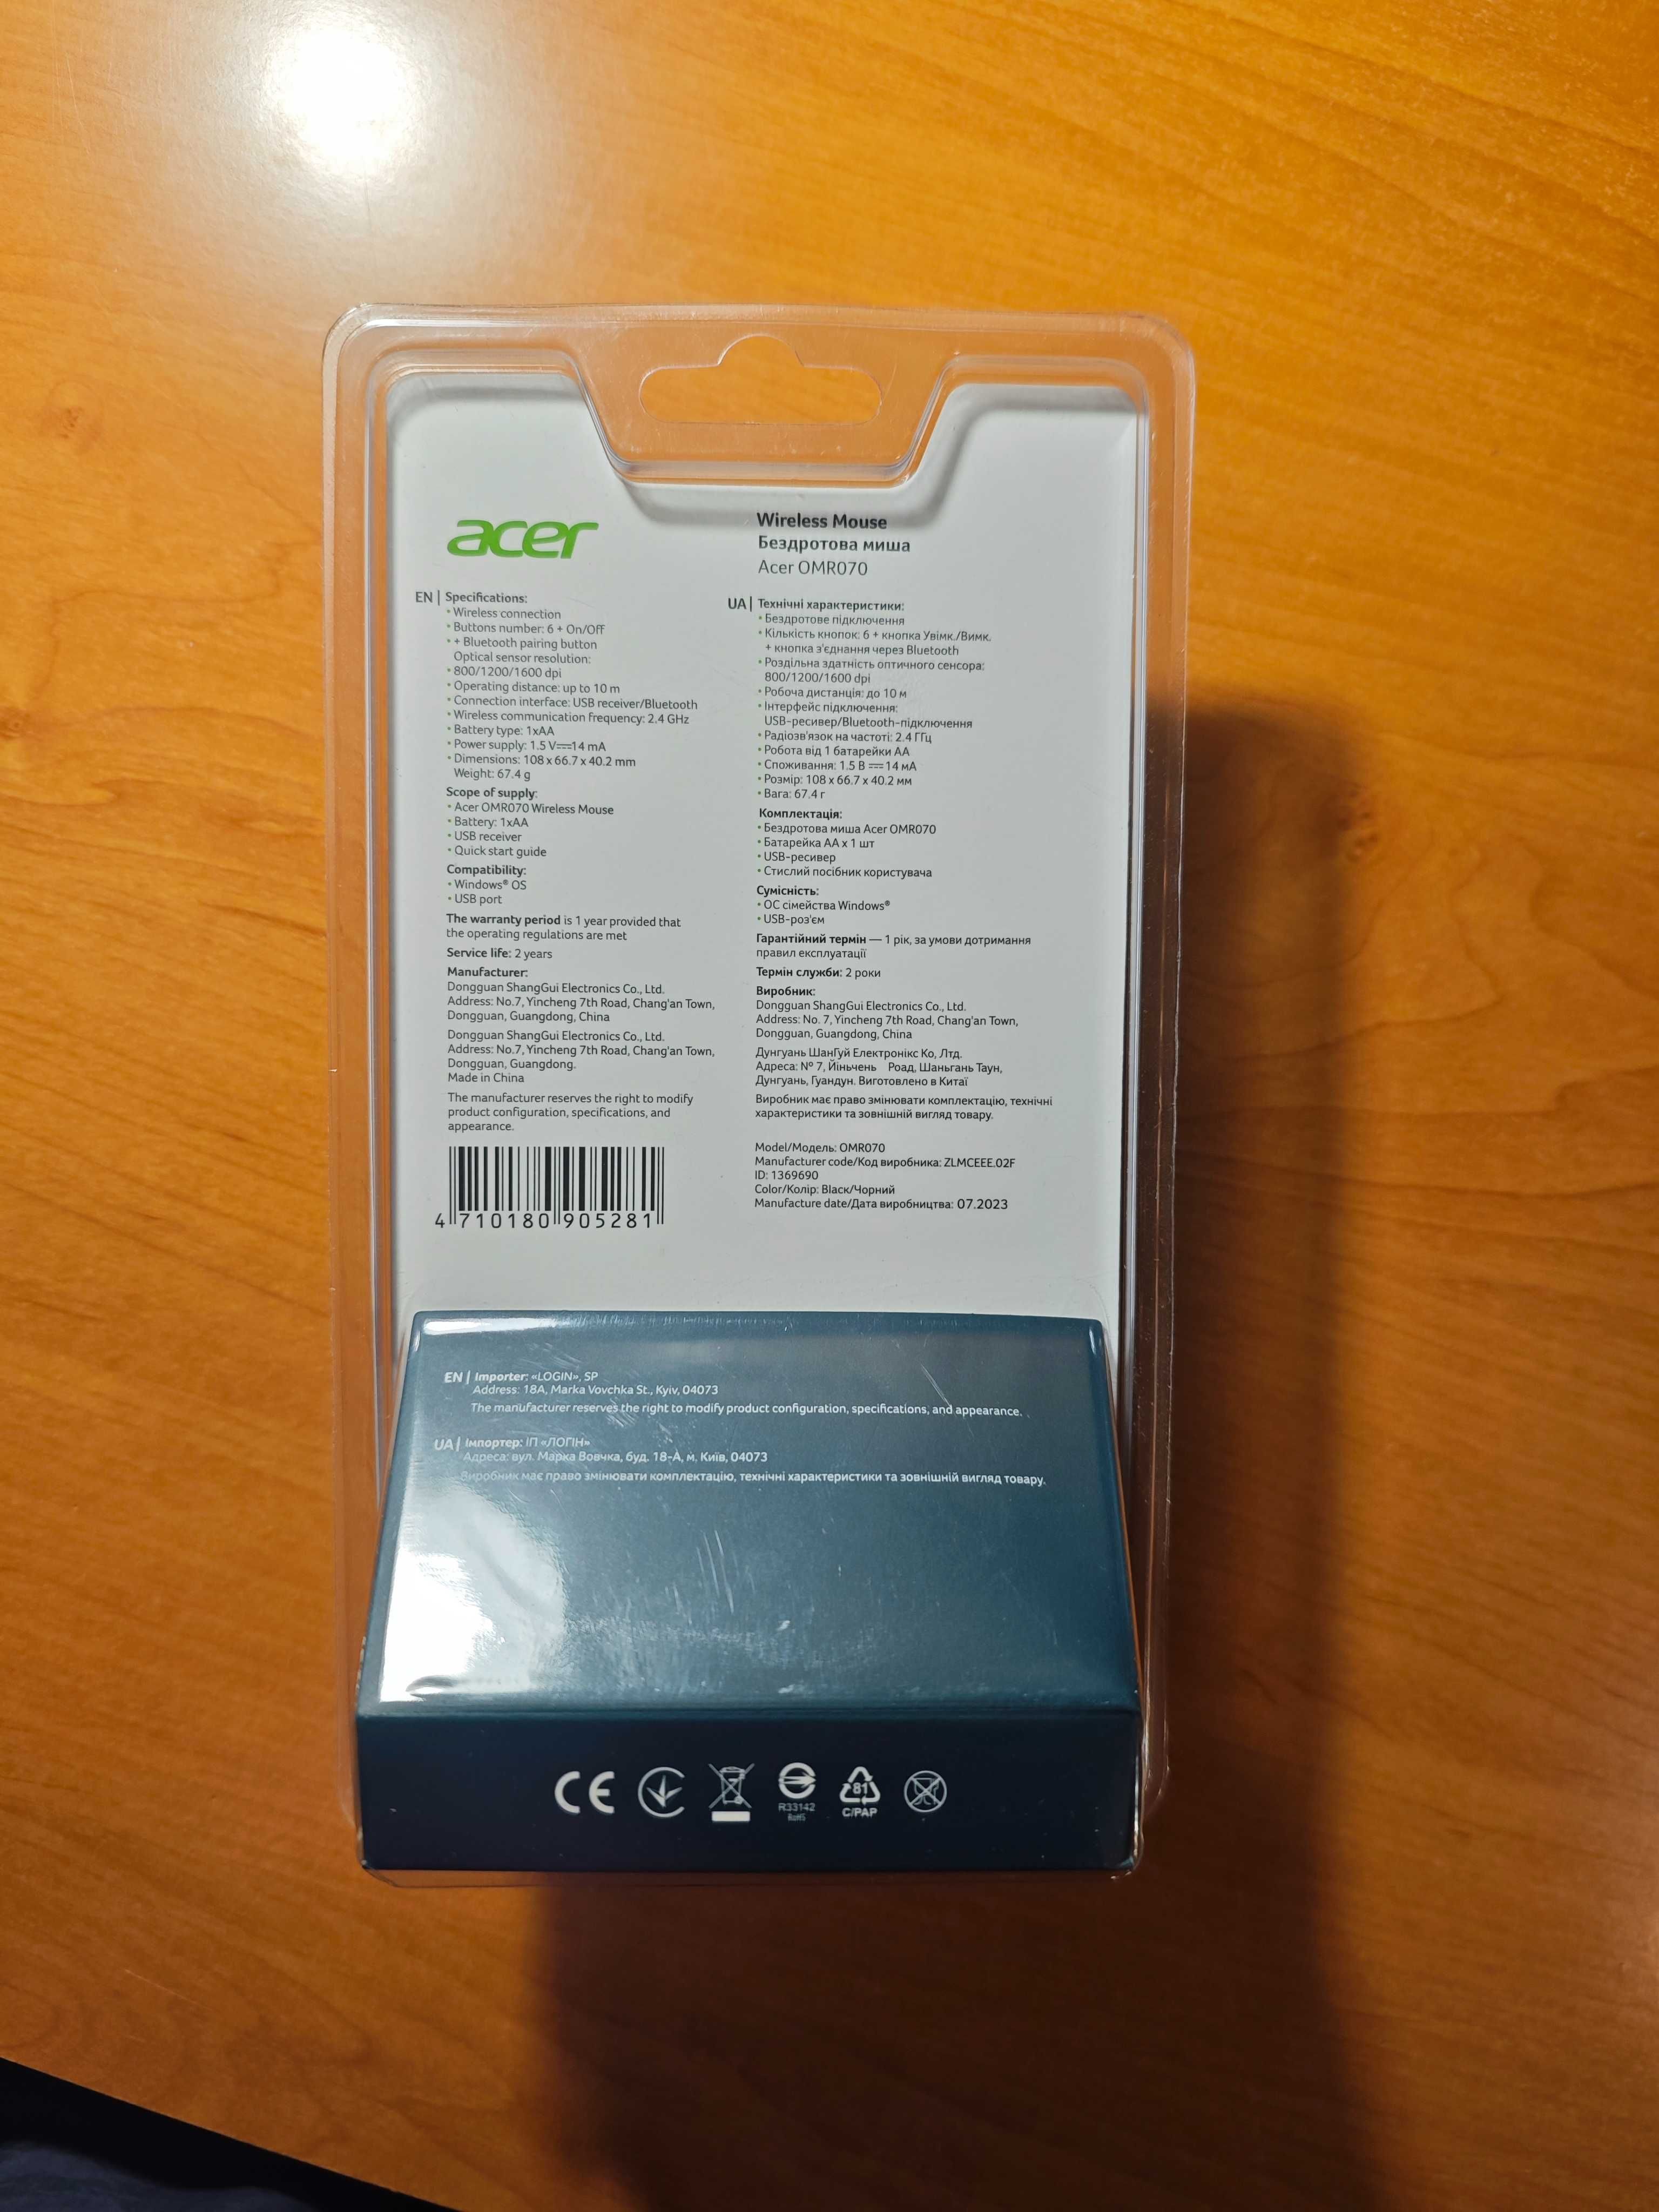 acer
Wireless Mouse
Бездротова миша
Acer OMR070
EN | Specifications:
• Wireless connection
• Buttons number: 6 + On/Off
• + Bluetooth pairing button
Optical sensor resolution:
• 800/1200/1600 dpi
• Operating distance: up to 10 m
• Connection interface: USB receiver/Bluetooth
• Wireless communication frequency: 2.4 GHz
• Battery type: 1xAA
• Power supply: 1.5 V⎓14 mA
• Dimensions: 108 x 66.7 x 40.2 mm
Weight: 67.4 g
Scope of supply:
• Acer OMR070 Wireless Mouse
• Battery: 1xAA
• USB receiver
• Quick start guide
Compatibility:
• Windows® OS
• USB port
The warranty period is 1 year provided that
the operating regulations are met
Service life: 2 years
Manufacturer:
Dongguan ShangGui Electronics Co., Ltd.
Address: No.7, Yincheng 7th Road, Chang'an Town,
Dongguan, Guangdong, China
Dongguan ShangGui Electronics Co., Ltd.
Address: No.7, Yincheng 7th Road, Chang'an Town,
Dongguan, Guangdong.
Made in China
The manufacturer reserves the right to modify
product configuration, specifications, and
appearance.
4 710180 905281
UA | Технічні характеристики:
• Бездротове підключення
• Кількість кнопок: 6 + кнопка Увімк./Вимк.
+ кнопка з'єднання через Bluetooth
• Роздільна здатність оптичного сенсора:
800/1200/1600 dpi
• Робоча дистанція: до 10 м
• Інтерфейс підключення:
USB-ресивер/Bluetooth-підключення
• Радіозв'язок на частоті: 2.4 ГГц
• Робота від 1 батарейки АА
• Споживання: 1.5 В ⎓ 14 мА
• Розмір: 108 x 66.7 x 40.2 мм
• Вага: 67.4 г
Комплектація:
• Бездротова миша Acer OMR070
• Батарейка АА х 1 шт
• USB-ресивер
• Стислий посібник користувача
Сумісність:
• ОС сімейства Windows®
• USB-роз'єм
Гарантійний термін — 1 рік, за умови дотримання
правил експлуатації
Термін служби: 2 роки
Виробник:
Dongguan ShangGui Electronics Co., Ltd.
Address: No. 7, Yincheng 7th Road, Chang'an Town,
Dongguan, Guangdong, China
Дунгуань ШанГуй Електронікс Ко, Лтд.
Адреса: № 7, Йіньчень Роад, Шаньгань Таун,
Дунгуань, Гуандун. Виготовлено в Китаї
Виробник має право змінювати комплектацію, технічні
характеристики та зовнішній вигляд товару.
Model/Модель: OMR070
Manufacturer code/Код виробника: ZLMCEEE.02F
ID: 1369690
Color/Колір: Black/Чорний
Manufacture date/Дата виробництва: 07.2023
EN | Importer: «LOGIN», SP
Address: 18A, Marka Vovchka St., Kyiv, 04073
The manufacturer reserves the right to modify product configuration, specifications, and appearance.
UA | Імпортер: ІП «ЛОГІН»
Адреса: вул. Марка Вовчка, буд. 18-А, м. Київ, 04073
Виробник має право змінювати комплектацію, технічні характеристики та зовнішній вигляд товару.
CE
R33142
RoHS
81
C/PAP